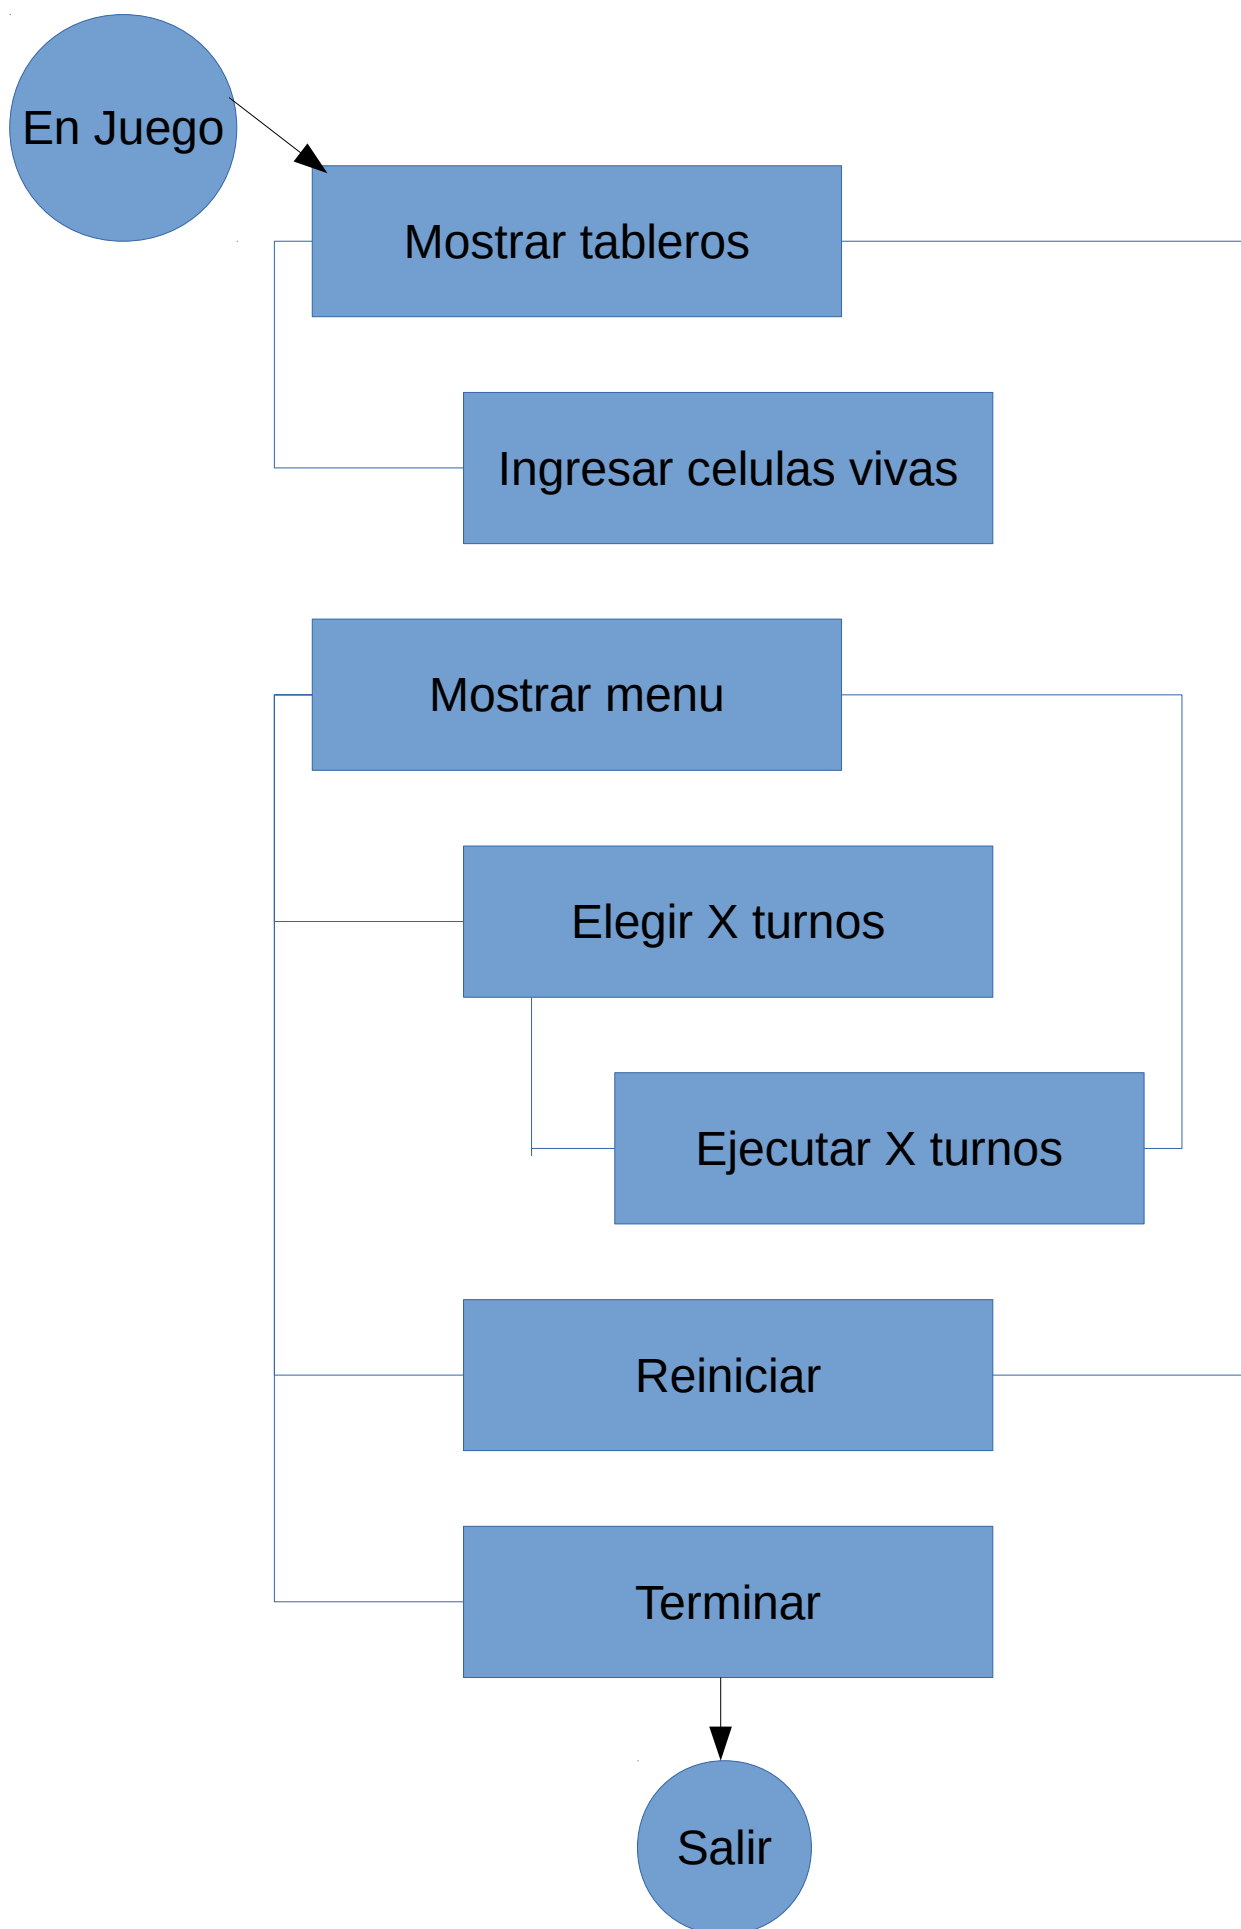 En Juego
Mostrar tableros
Ingresar celulas vivas
Mostrar menu
Elegir X turnos
Ejecutar X turnos
Reiniciar
Terminar
Salir